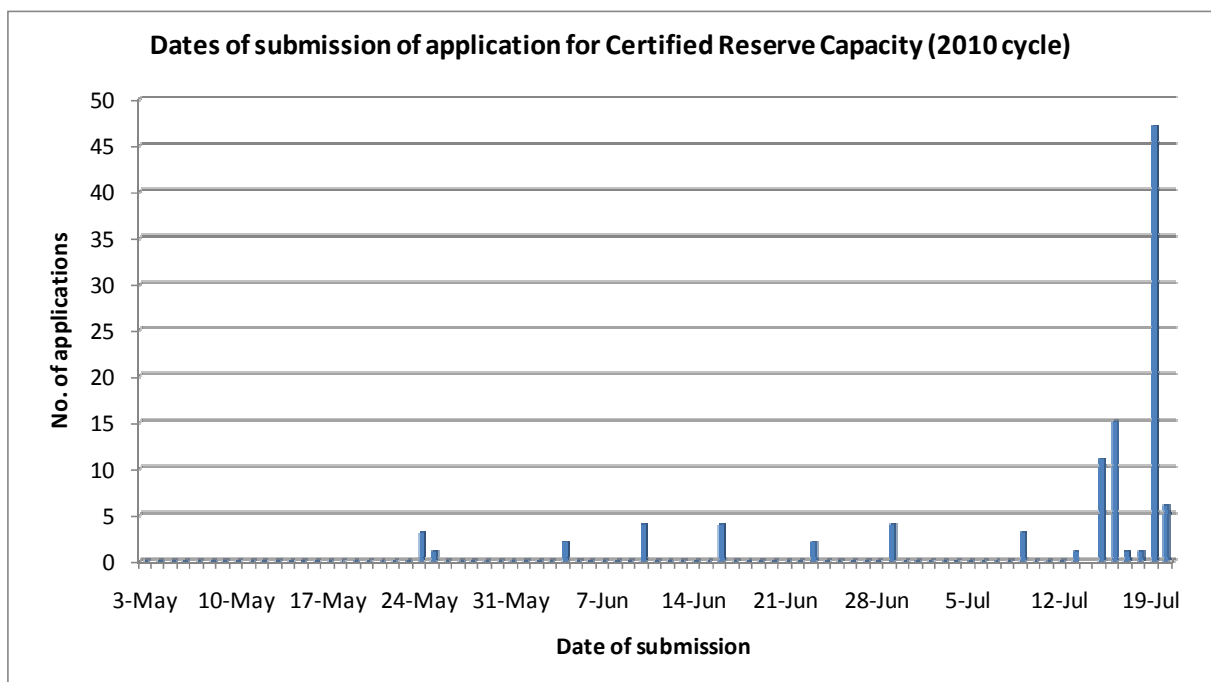 Dates of submission of application for Certified Reserve Capacity (2010 cycle)
50
45
40
35
30
25
20
15
10
5
0
No. of applications
3-May 10-May 17-May 24-May 31-May 7-Jun 14-Jun 21-Jun 28-Jun 5-Jul 12-Jul 19-Jul
Date of submission